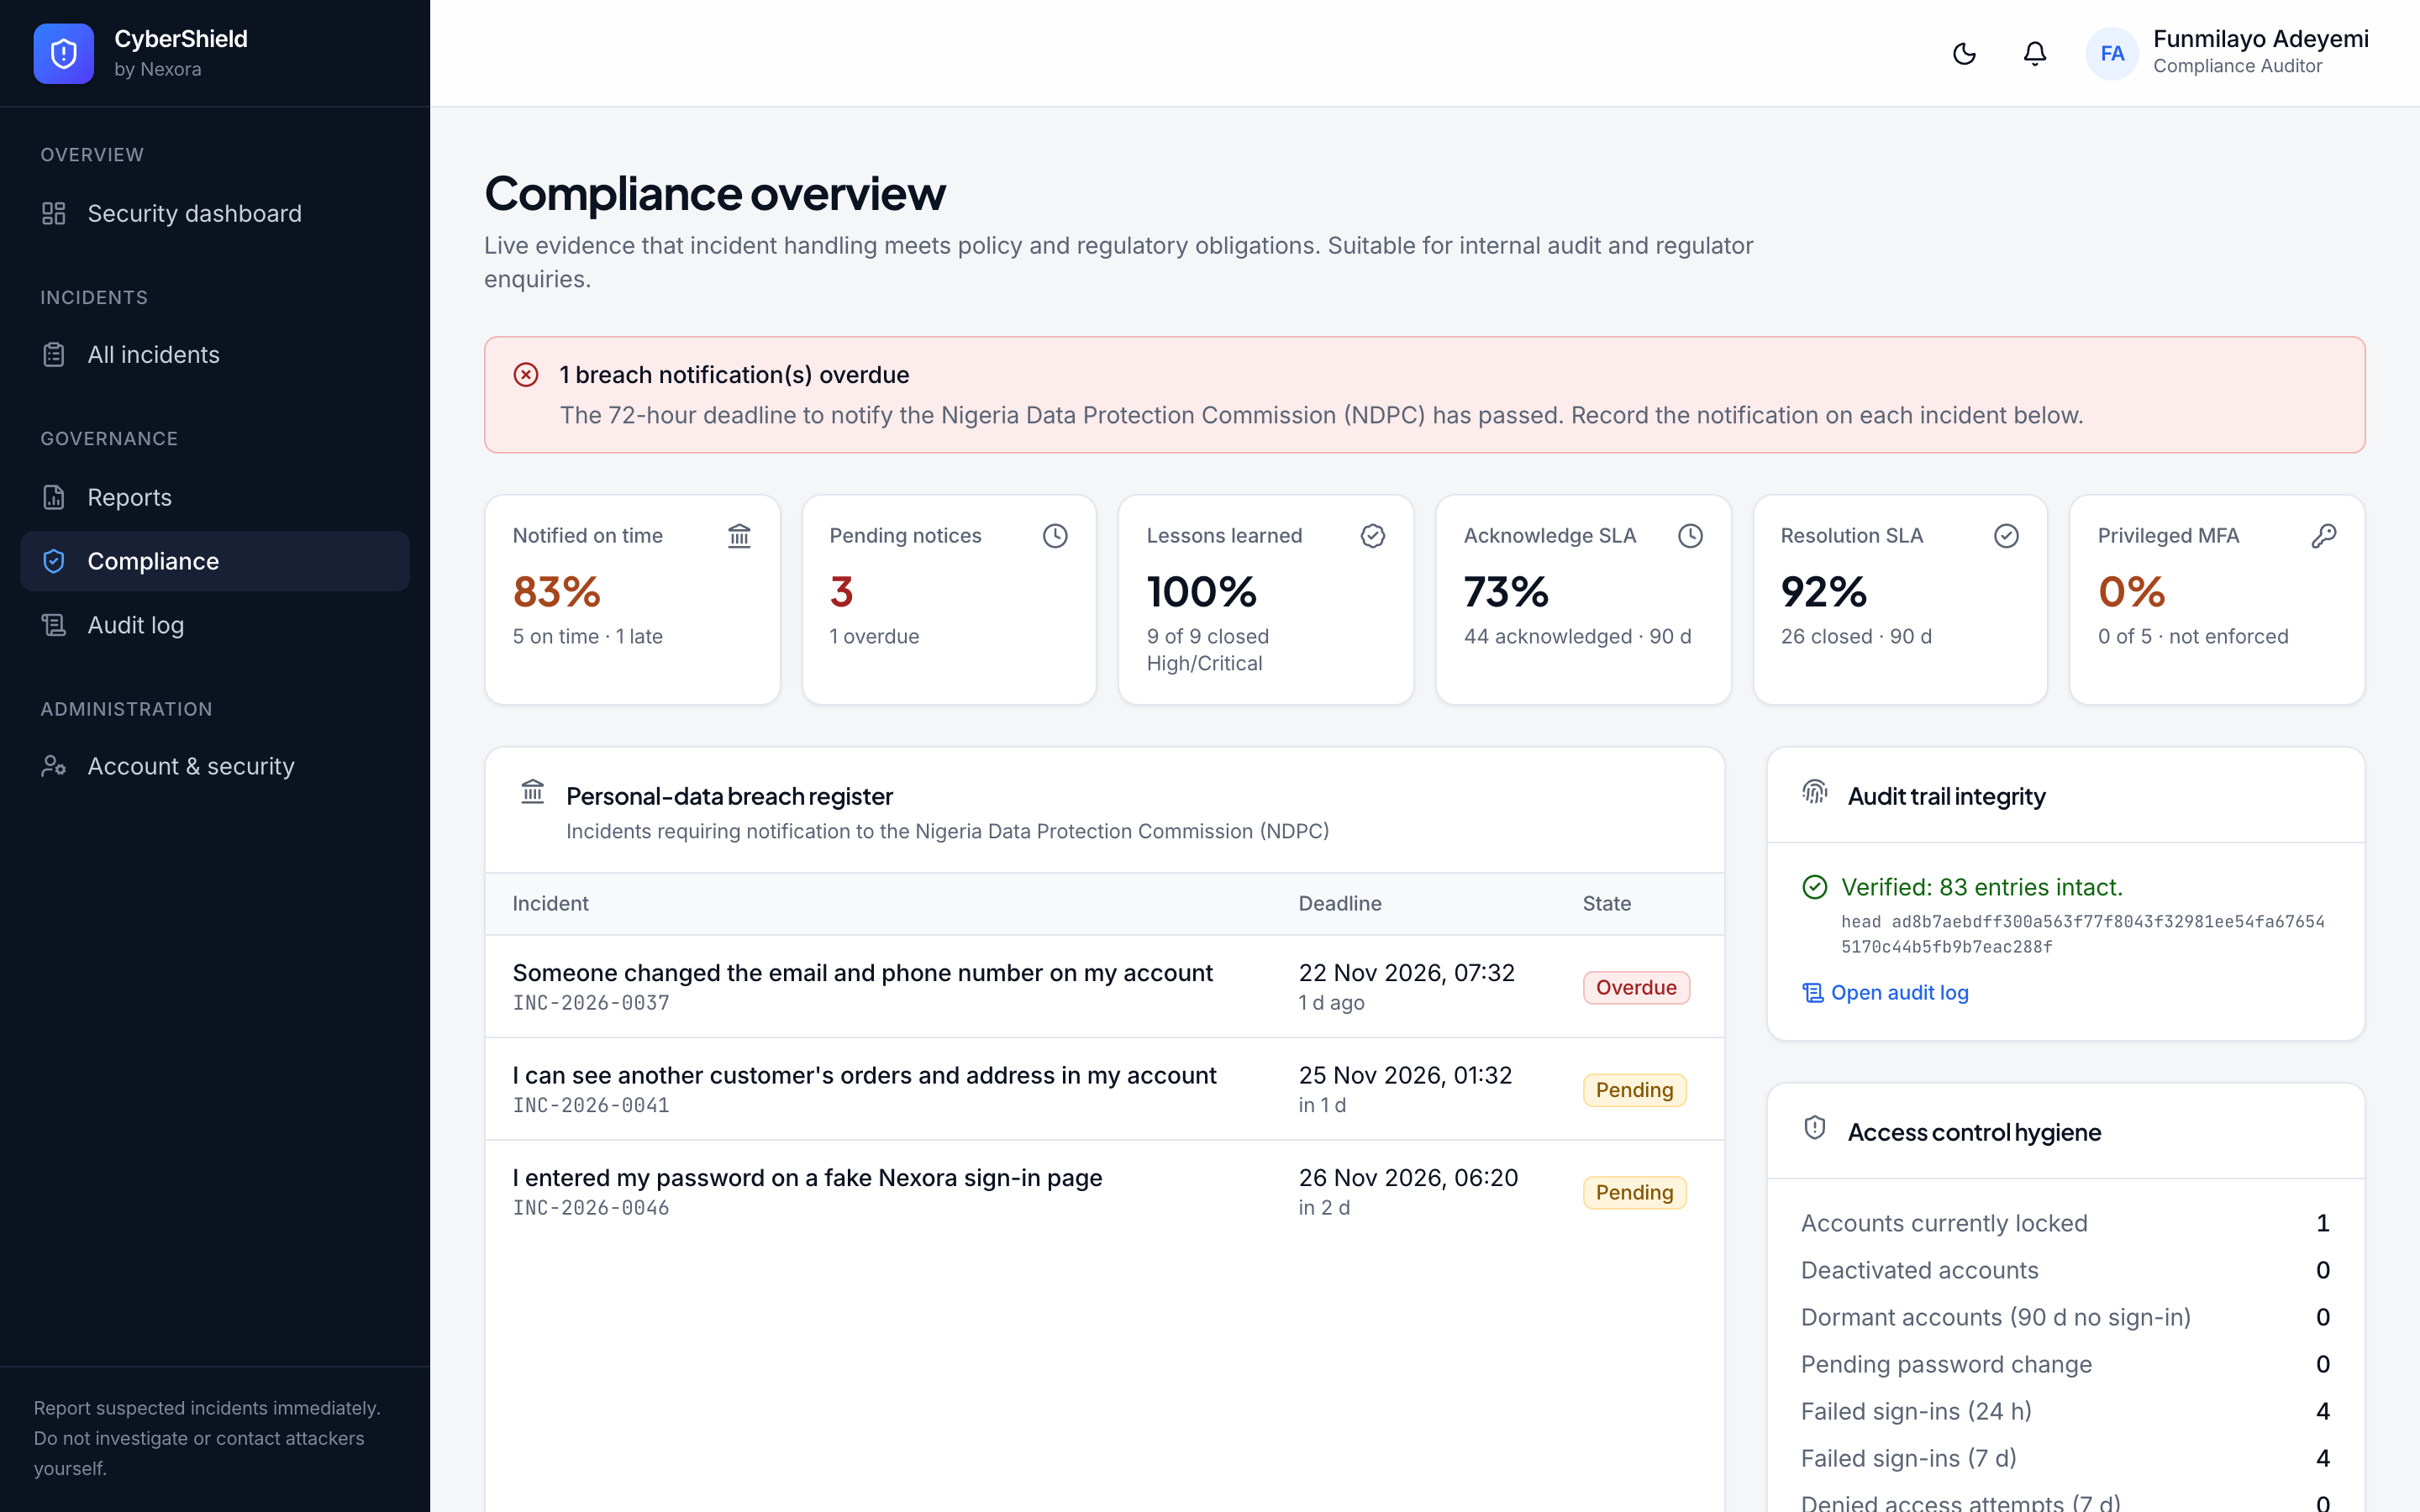 CyberShield
by Nexora
OVERVIEW
Security dashboard
INCIDENTS
All incidents
GOVERNANCE
Reports
Compliance
Audit log
ADMINISTRATION
Account & security
Report suspected incidents immediately.
Do not investigate or contact attackers
yourself.
FA
Funmilayo Adeyemi
Compliance Auditor
Compliance overview
Live evidence that incident handling meets policy and regulatory obligations. Suitable for internal audit and regulator
enquiries.
1 breach notification(s) overdue
The 72-hour deadline to notify the Nigeria Data Protection Commission (NDPC) has passed. Record the notification on each incident below.
Notified on time
83%
5 on time · 1 late
Pending notices
3
1 overdue
Lessons learned
100%
9 of 9 closed
High/Critical
Acknowledge SLA
73%
44 acknowledged · 90 d
Resolution SLA
92%
26 closed · 90 d
Privileged MFA
0%
0 of 5 · not enforced
Personal-data breach register
Incidents requiring notification to the Nigeria Data Protection Commission (NDPC)
Incident Deadline State
Someone changed the email and phone number on my account 22 Nov 2026, 07:32 Overdue
INC-2026-0037 1 d ago
I can see another customer's orders and address in my account 25 Nov 2026, 01:32 Pending
INC-2026-0041 in 1 d
I entered my password on a fake Nexora sign-in page 26 Nov 2026, 06:20 Pending
INC-2026-0046 in 2 d
Audit trail integrity
Verified: 83 entries intact.
head ad8b7aebdff300a563f77f8043f32981ee54fa67654
5170c44b5fb9b7eac288f
Open audit log
Access control hygiene
Accounts currently locked 1
Deactivated accounts 0
Dormant accounts (90 d no sign-in) 0
Pending password change 0
Failed sign-ins (24 h) 4
Failed sign-ins (7 d) 4
Denied access attempts (7 d) 0